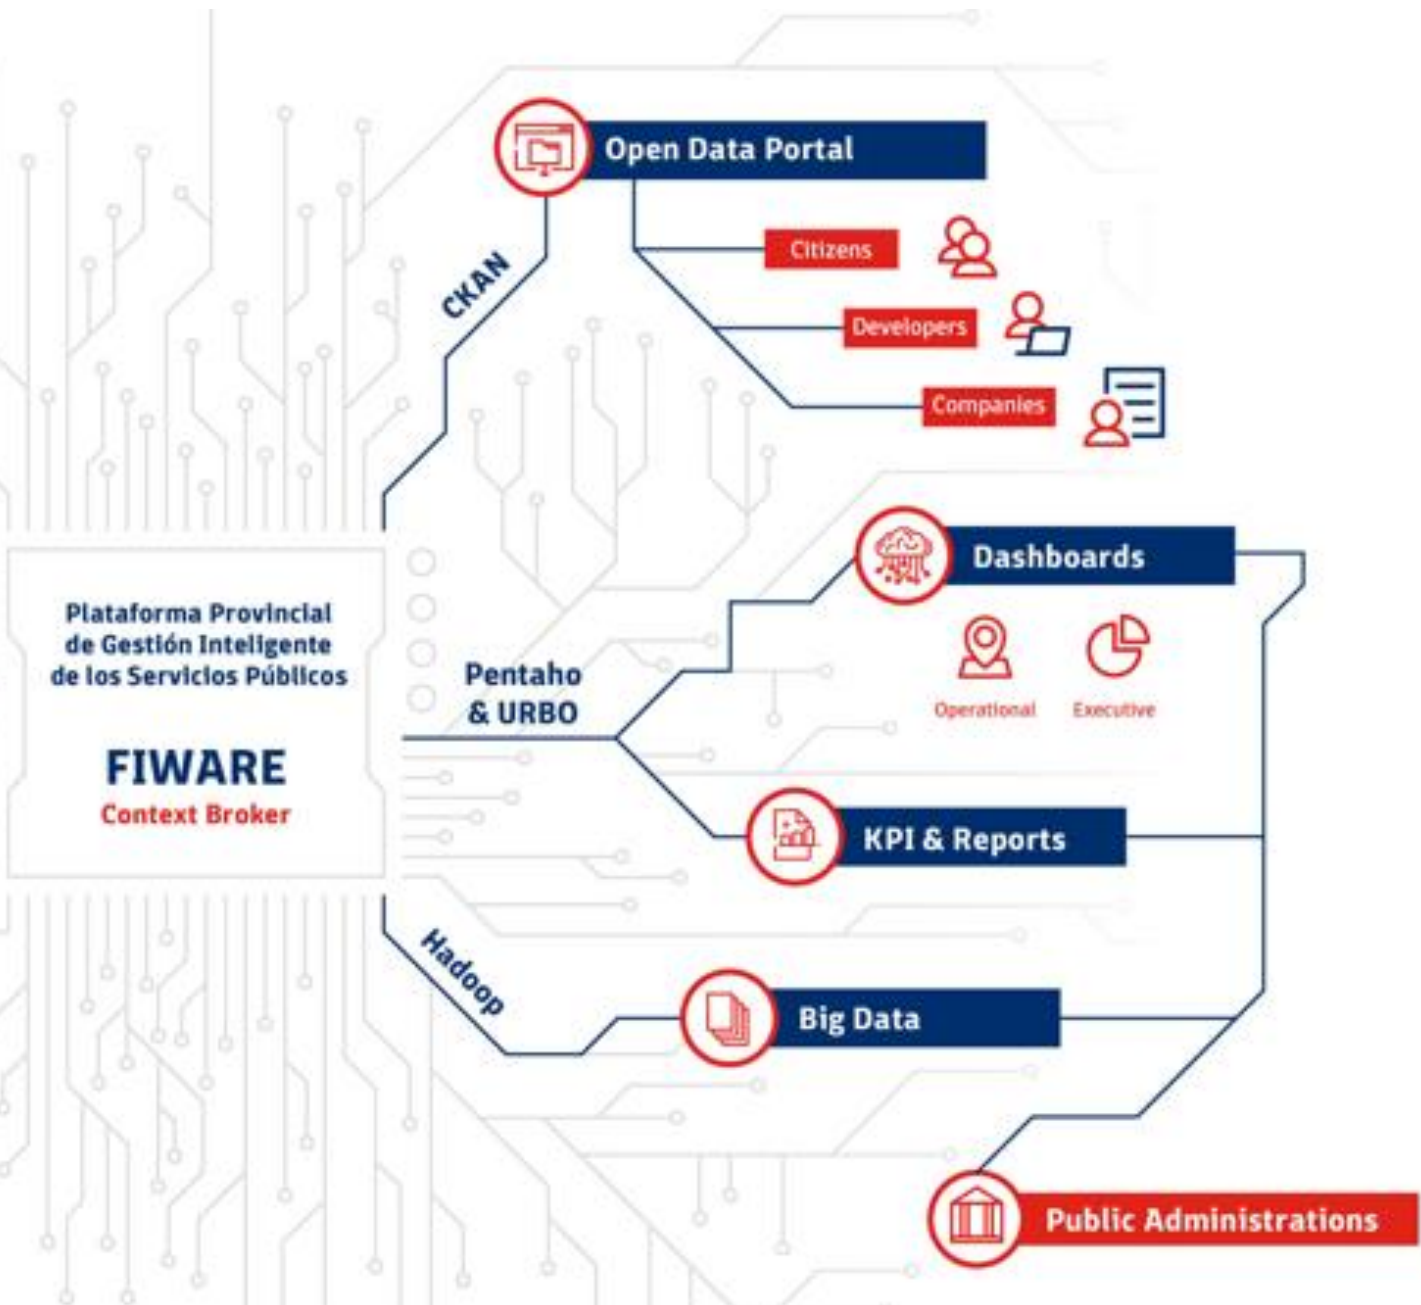 Open Data Portal
CKAN
Citizens
Developers
Companies
Dashboards
Operational
Executive
Plataforma Provincial
de Gestión Inteligente
de los Servicios Públicos
FIWARE
Context Broker
Pentaho
& URBO
KPI & Reports
Hadoop
Big Data
Public Administrations